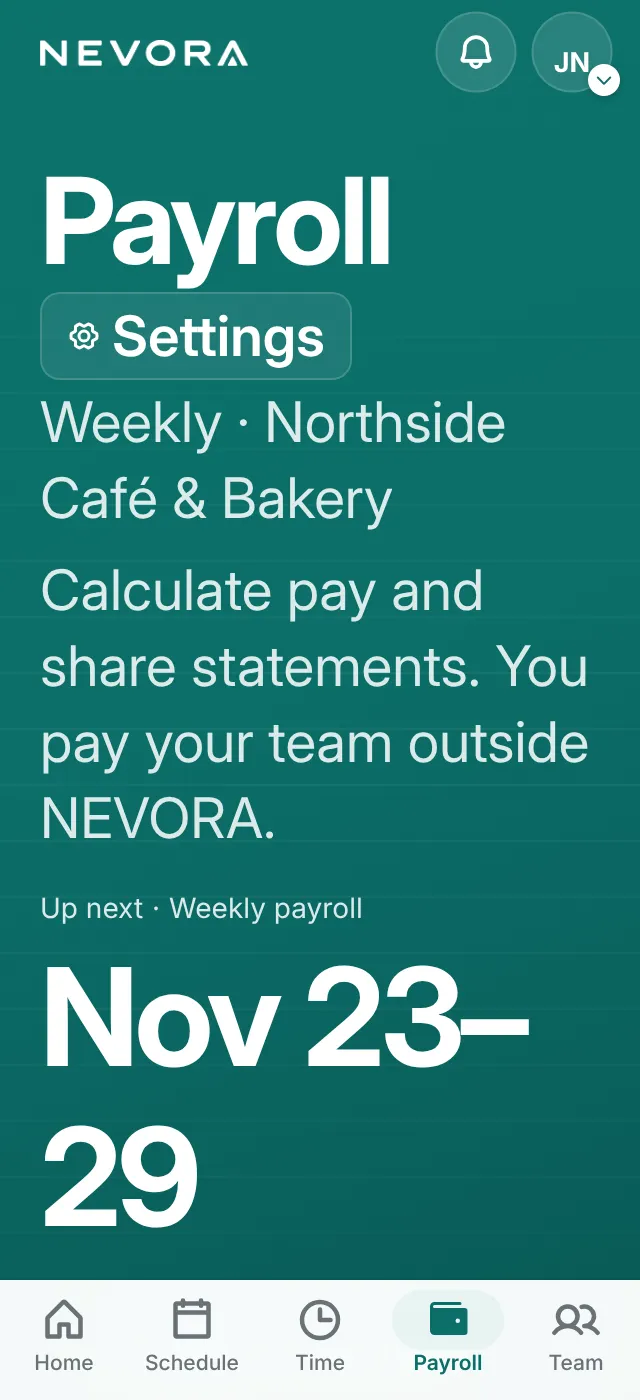 NEVORA
JN
Payroll
Settings
Weekly · Northside
Café & Bakery
Calculate pay and
share statements. You
pay your team outside
NEVORA.
Up next · Weekly payroll
Nov 23–
29
Home
Schedule
Time
Payroll
Team